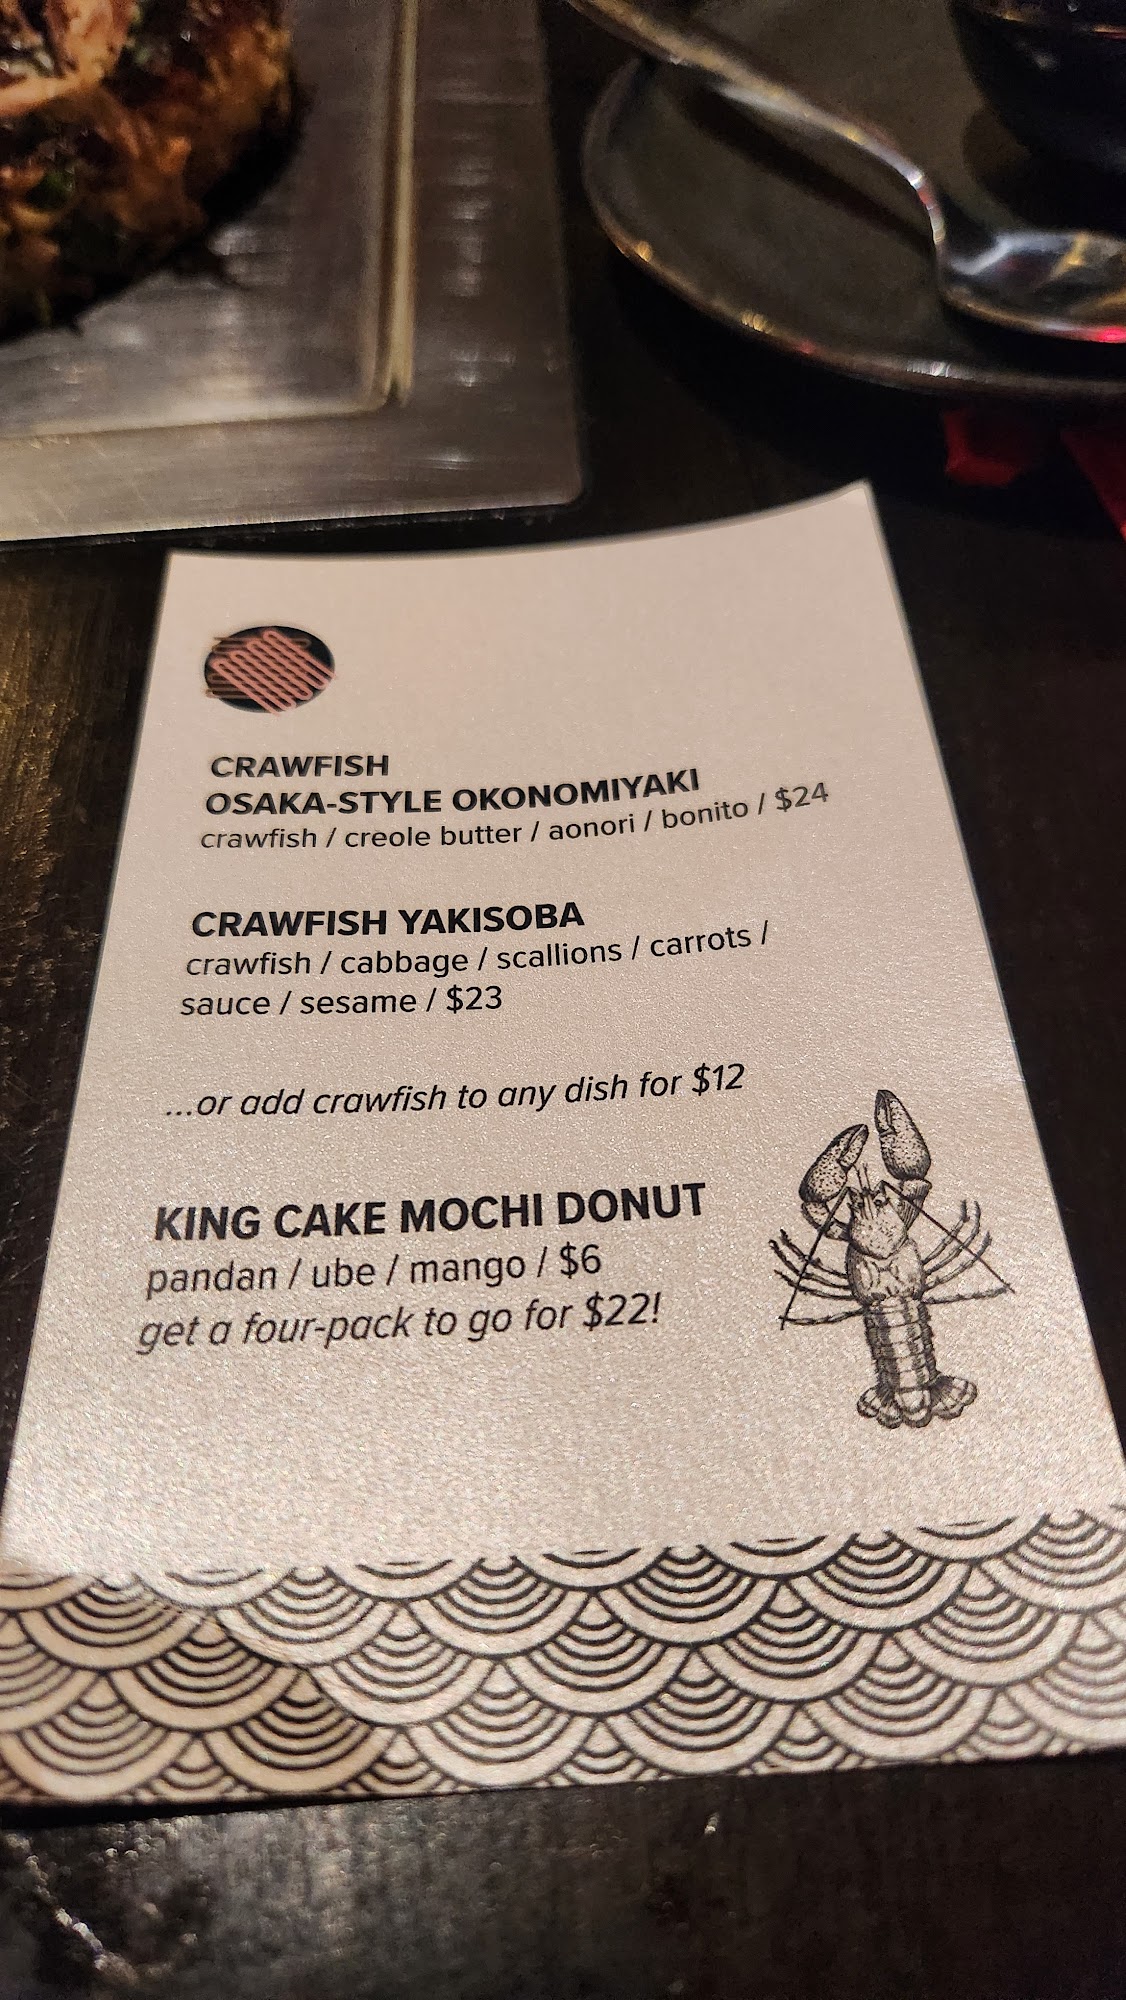 CRAWFISH
OSAKA-STYLE OKONOMIYAKI
crawfish / creole butter / aonori / bonito / $24
CRAWFISH YAKISOBA
crawfish / cabbage / scallions / carrots /
sauce / sesame / $23
...or add crawfish to any dish for $12
KING CAKE MOCHI DONUT
pandan / ube / mango / $6
get a four-pack to go for $22!